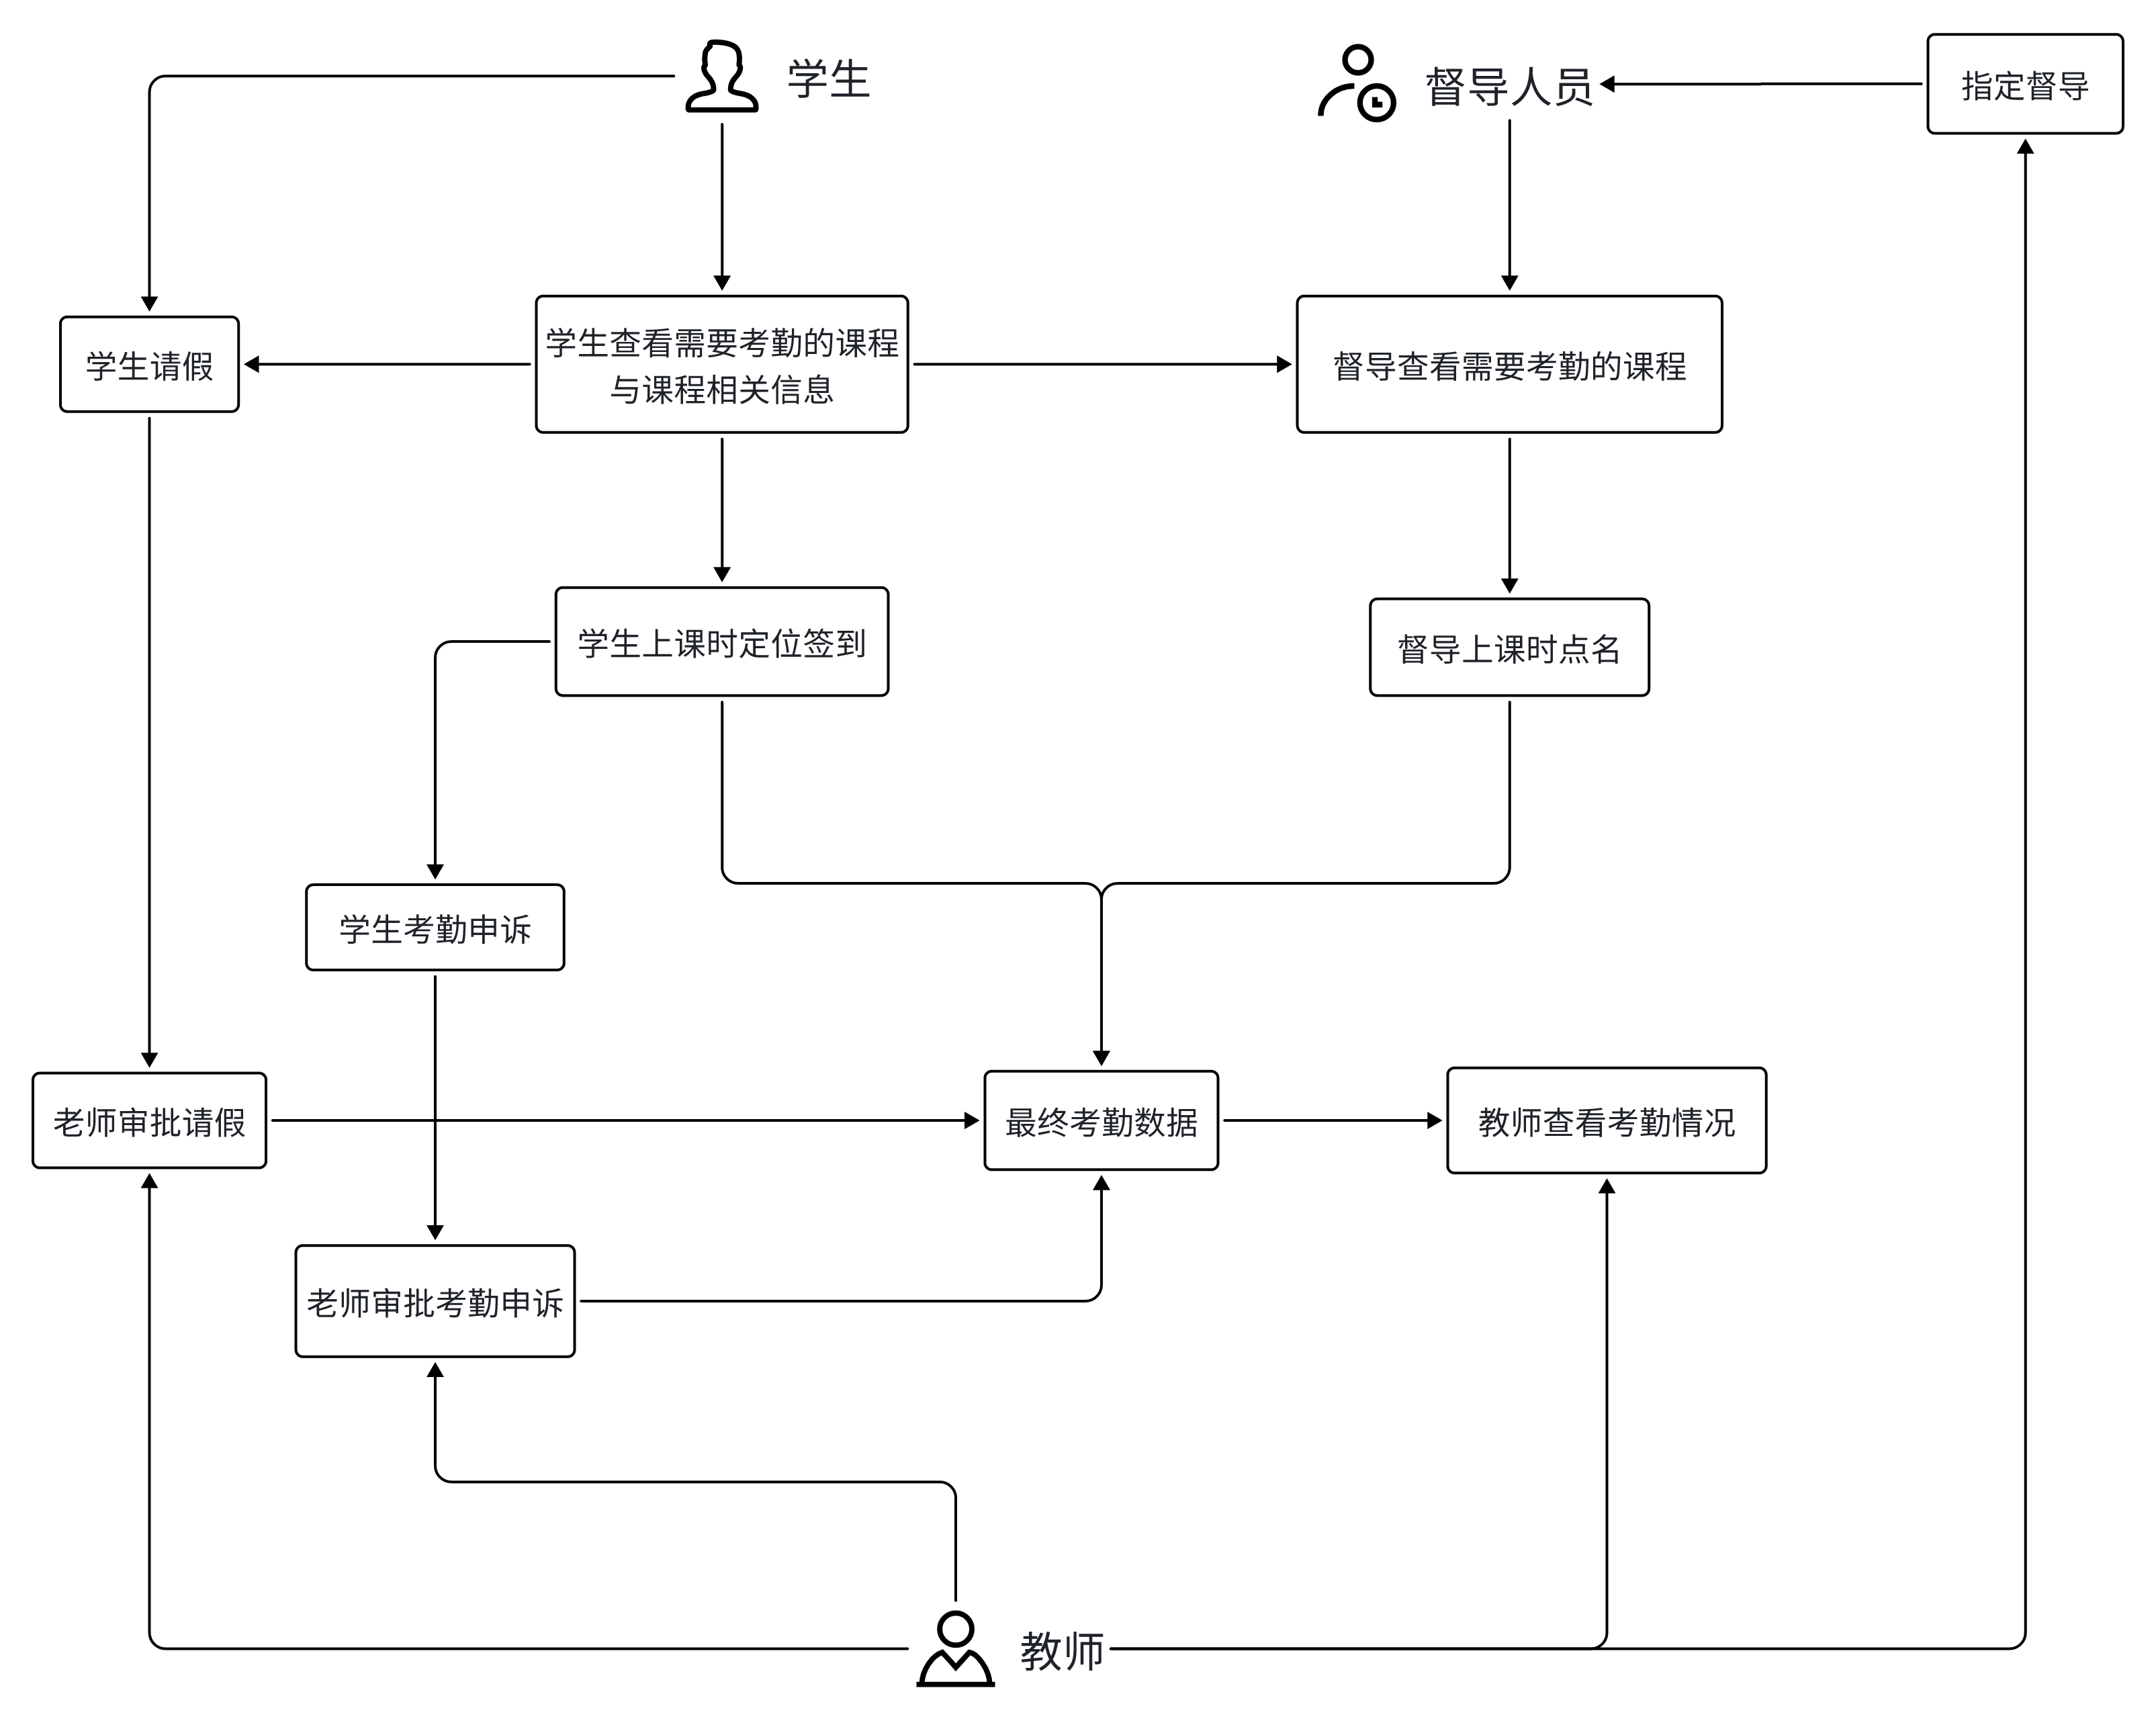 学生
督导人员
指定督导
学生请假
学生查看需要考勤的课程
与课程相关信息
督导查看需要考勤的课程
学生上课时定位签到
督导上课时点名
学生考勤申诉
老师审批请假
最终考勤数据
教师查看考勤情况
老师审批考勤申诉
教师